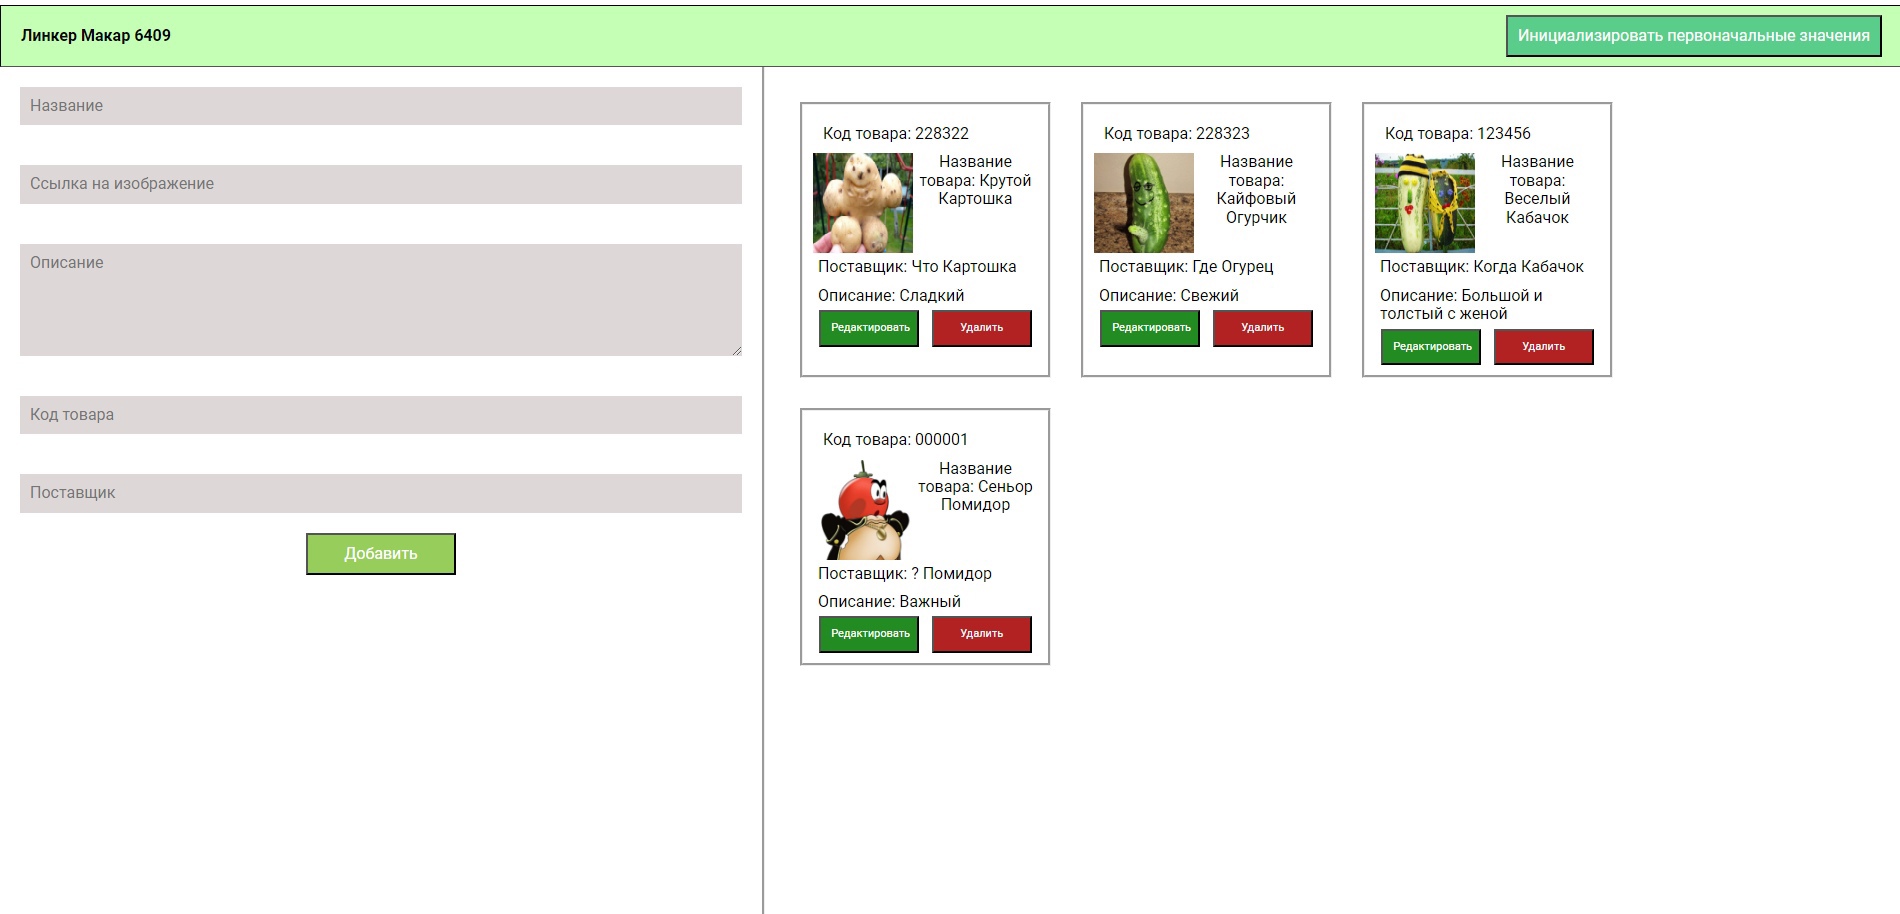 Линкер Макар 6409
Инициализировать первоначальные значения
Название
Ссылка на изображение
Описание
Код товара
Поставщик
Добавить
Код товара: 228322
Название
товара: Крутой
Картошка
Поставщик: Что Картошка
Описание: Сладкий
Редактировать
Удалить
Код товара: 228323
Название
товара:
Кайфовый
Огурчик
Поставщик: Где Огурец
Описание: Свежий
Редактировать
Удалить
Код товара: 123456
Название
товара:
Веселый
Кабачок
Поставщик: Когда Кабачок
Описание: Большой и
толстый с женой
Редактировать
Удалить
Код товара: 000001
Название
товара: Сеньор
Помидор
Поставщик: ? Помидор
Описание: Важный
Редактировать
Удалить